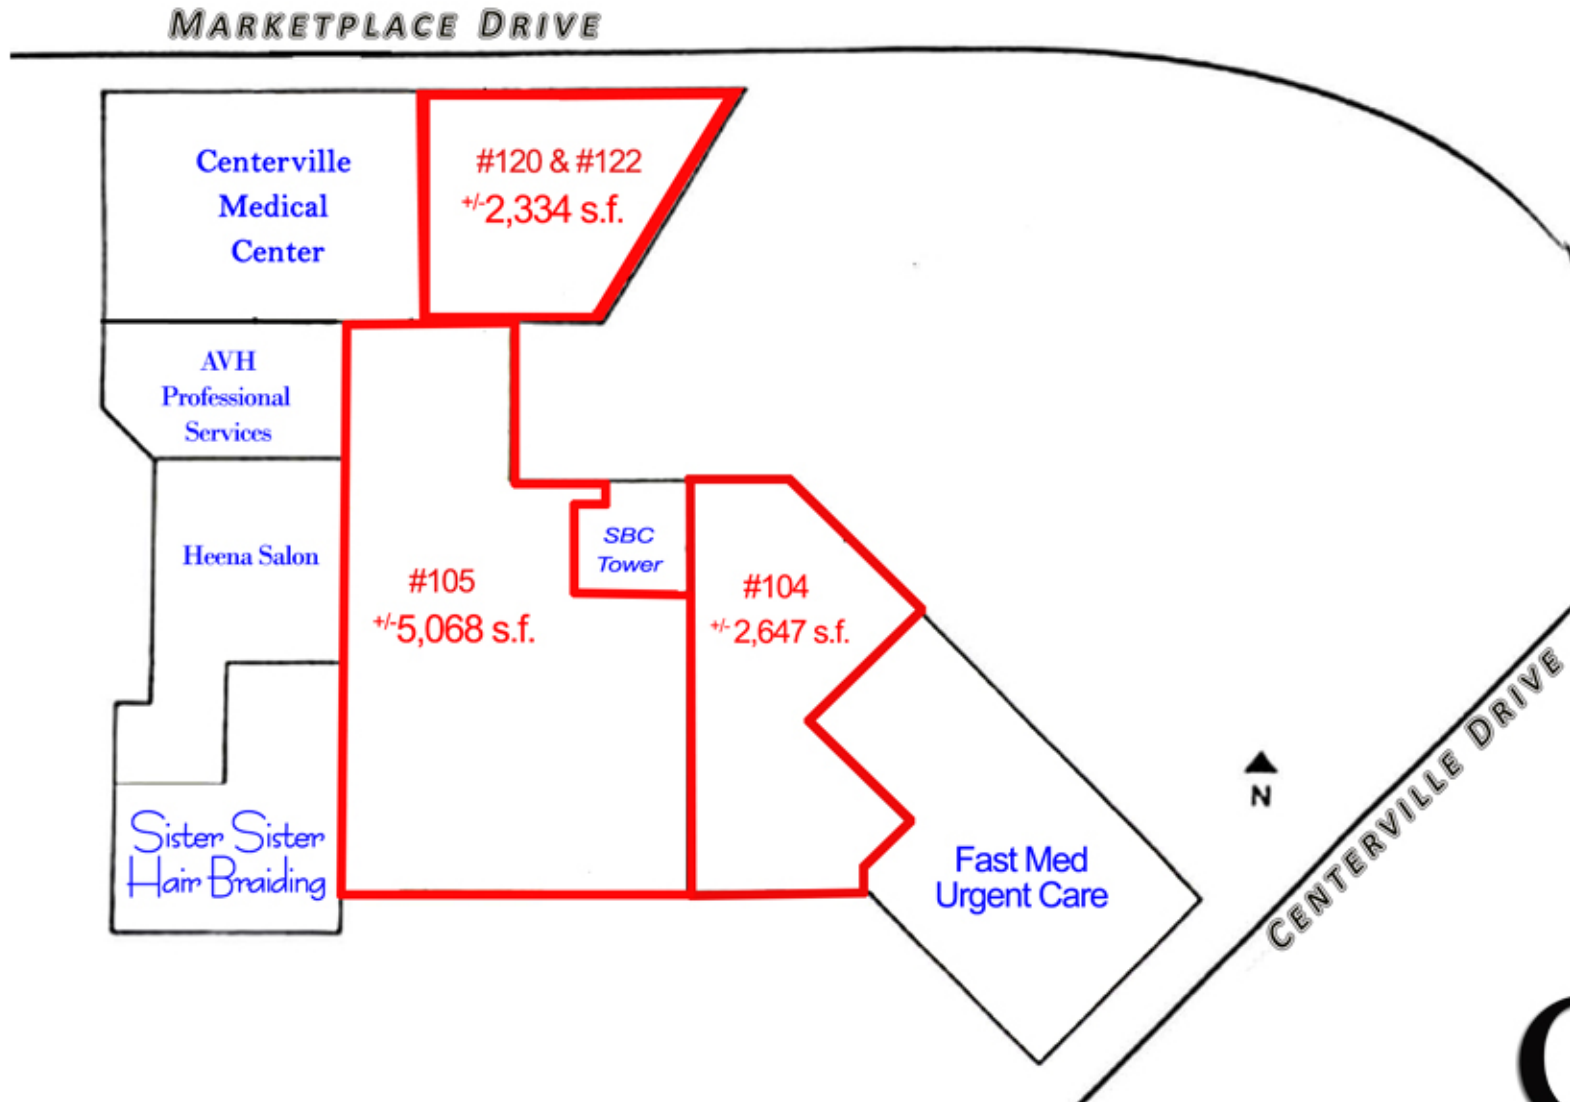 MARKETPLACE DRIVE
Centerville
Medical
Center
#120 & #122
+/-2,334 s.f.
AVH
Professional
Services
Heena Salon
SBC
Tower
#105
+/-5,068 s.f.
#104
+/-2,647 s.f.
Sister Sister
Hair Braiding
Fast Med
Urgent Care
N
CENTERVILLE DRIVE